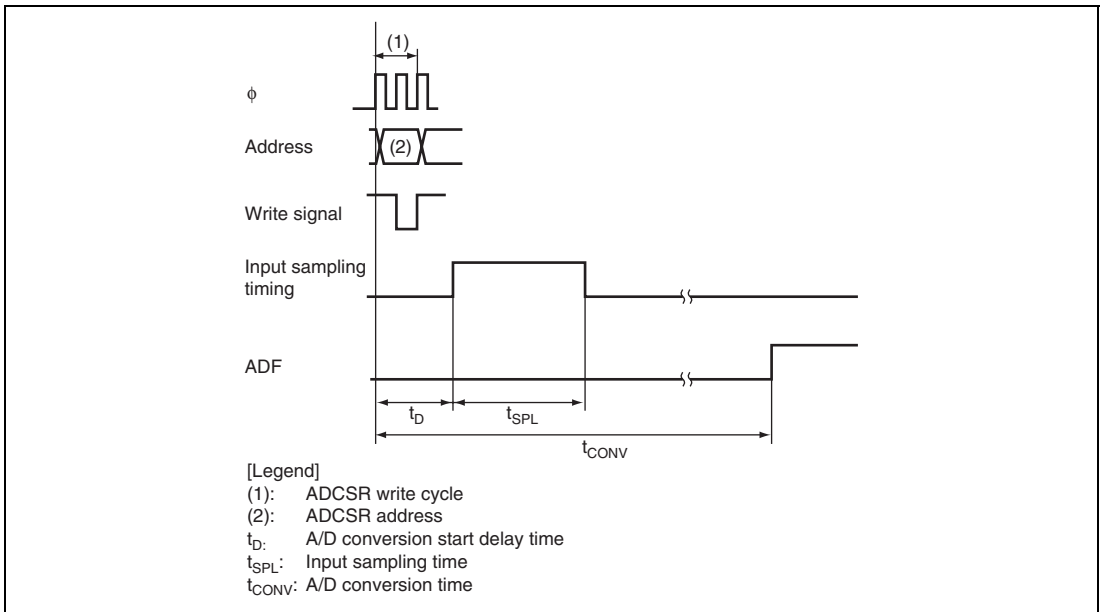 (1)
ϕ
Address
(2)
Write signal
Input sampling
timing
ADF
tD
tSPL
tCONV
[Legend]
(1): ADCSR write cycle
(2): ADCSR address
tD: A/D conversion start delay time
tSPL: Input sampling time
tCONV: A/D conversion time